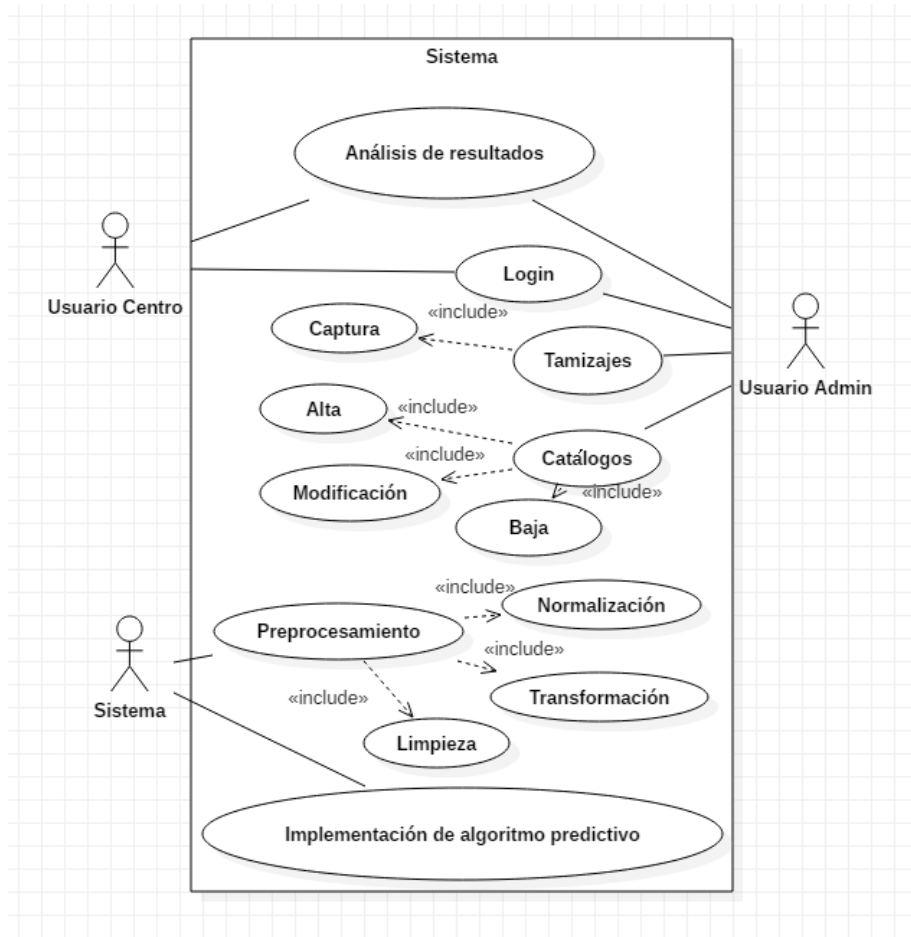 Sistema
Análisis de resultados
Usuario Centro
Login
«include»
Captura
Tamizajes
Usuario Admin
Alta
«include»
«include»
Catálogos
Modificación
«include»
Baja
«include»
Normalización
Preprocesamiento
«include»
Sistema
«include»
Transformación
Limpieza
Implementación de algoritmo predictivo